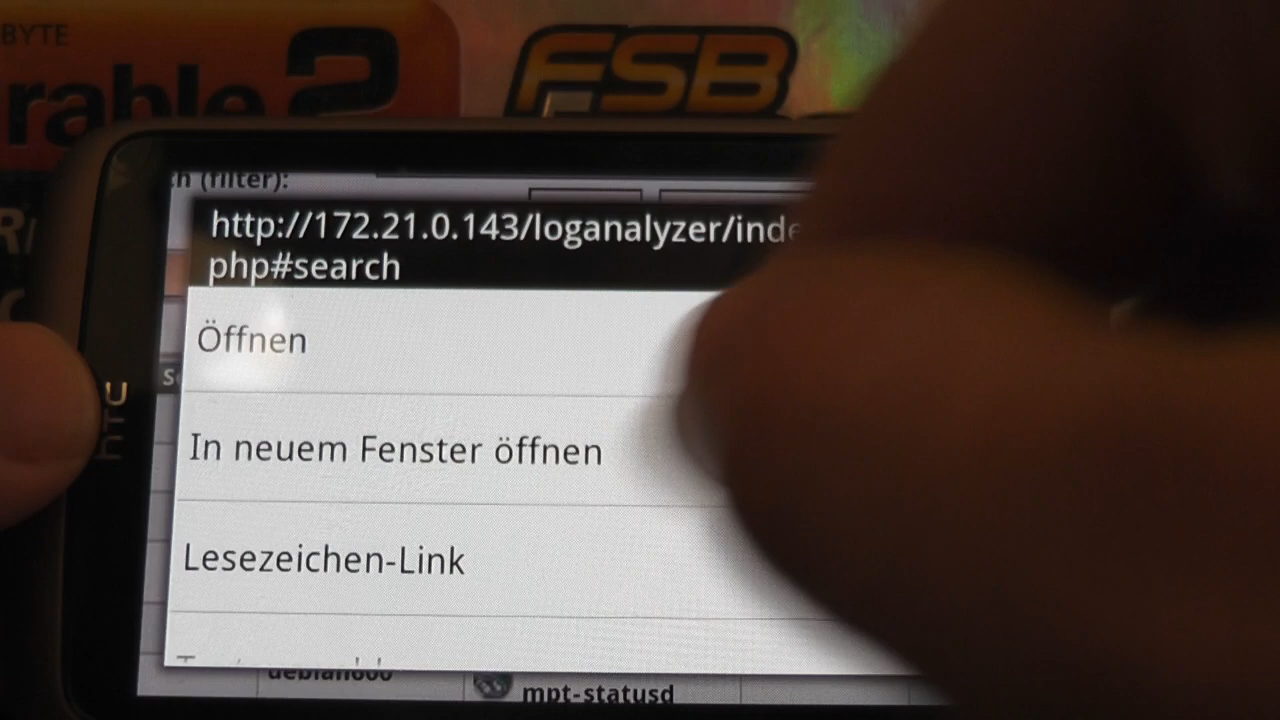 BYTE
rable 2
FSB
(filter):
http://172.21.0.143/loganalyzer/inde
php#search
Öffnen
In neuem Fenster öffnen
Lesezeichen-Link
hTC
debian600
mpt-statusd